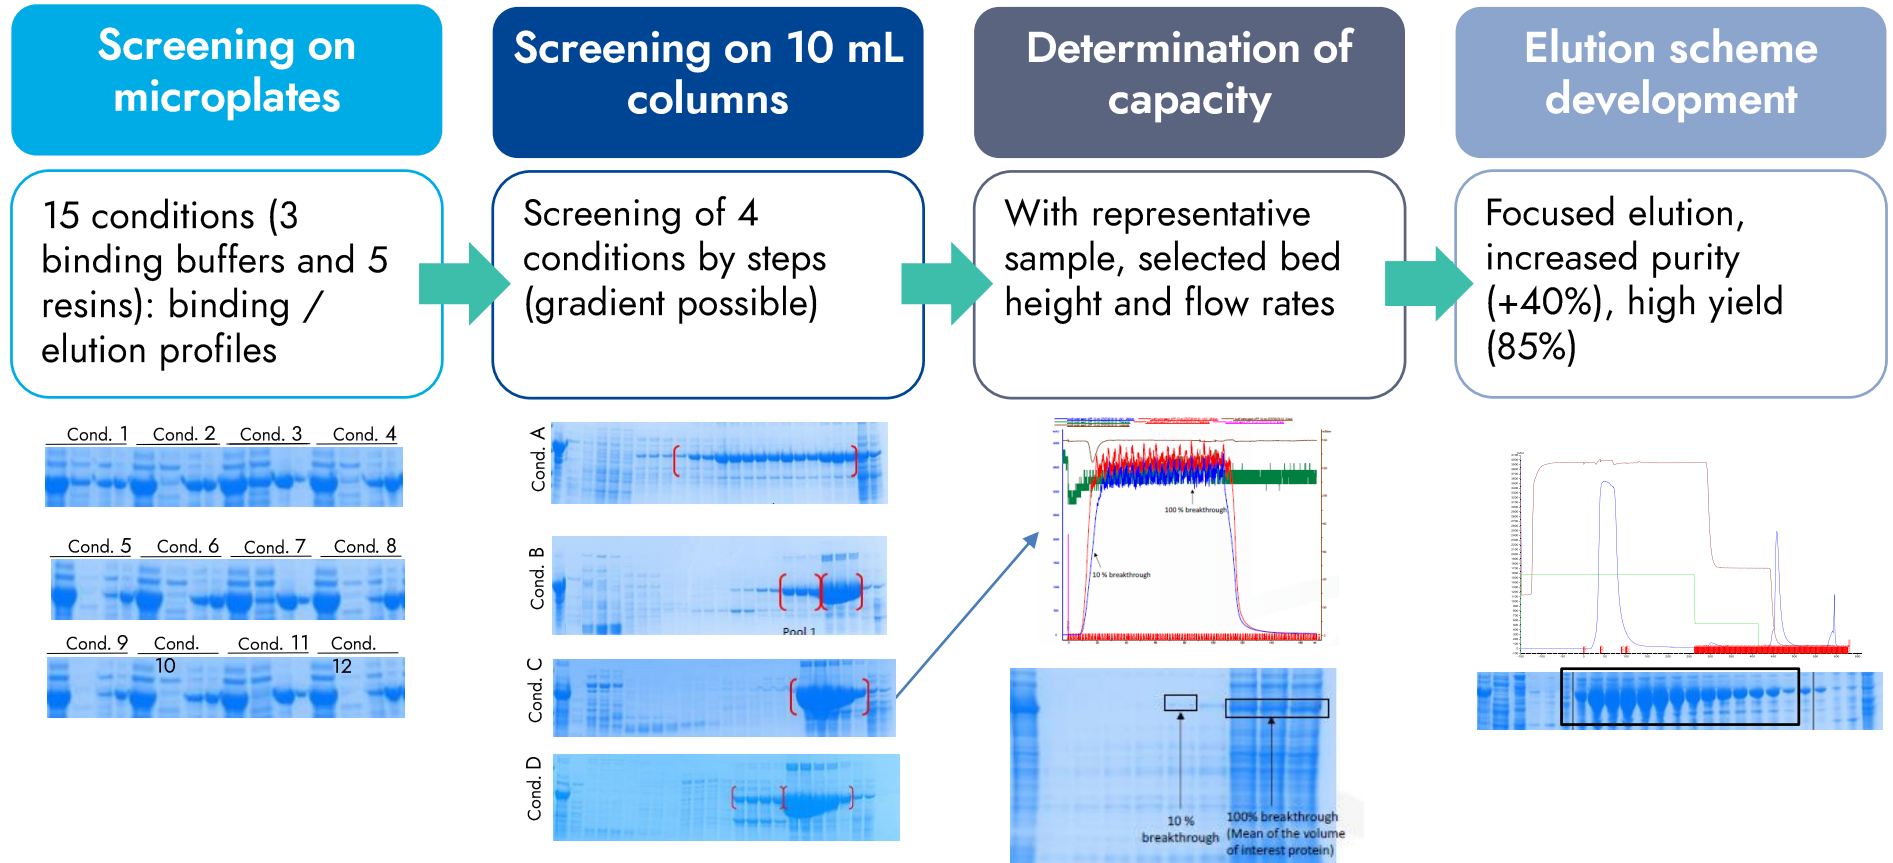 Screening on
microplates
Screening on 10 mL
columns
Determination of
capacity
Elution scheme
development
15 conditions (3
binding buffers and 5
resins): binding /
elution profiles
Screening of 4
conditions by steps
(gradient possible)
With representative
sample, selected bed
height and flow rates
Focused elution,
increased purity
(+40%), high yield
(85%)
Cond. 1 Cond. 2 Cond. 3 Cond. 4
Cond. 5 Cond. 6 Cond. 7 Cond. 8
Cond. 9 Cond. 10 Cond. 11 Cond. 12
Cond. A
Cond. B
Pool 1
Cond. C
Cond. D
100 % breakthrough
10 % breakthrough
10 %
breakthrough
100% breakthrough
(Mean of the volume
of interest protein)